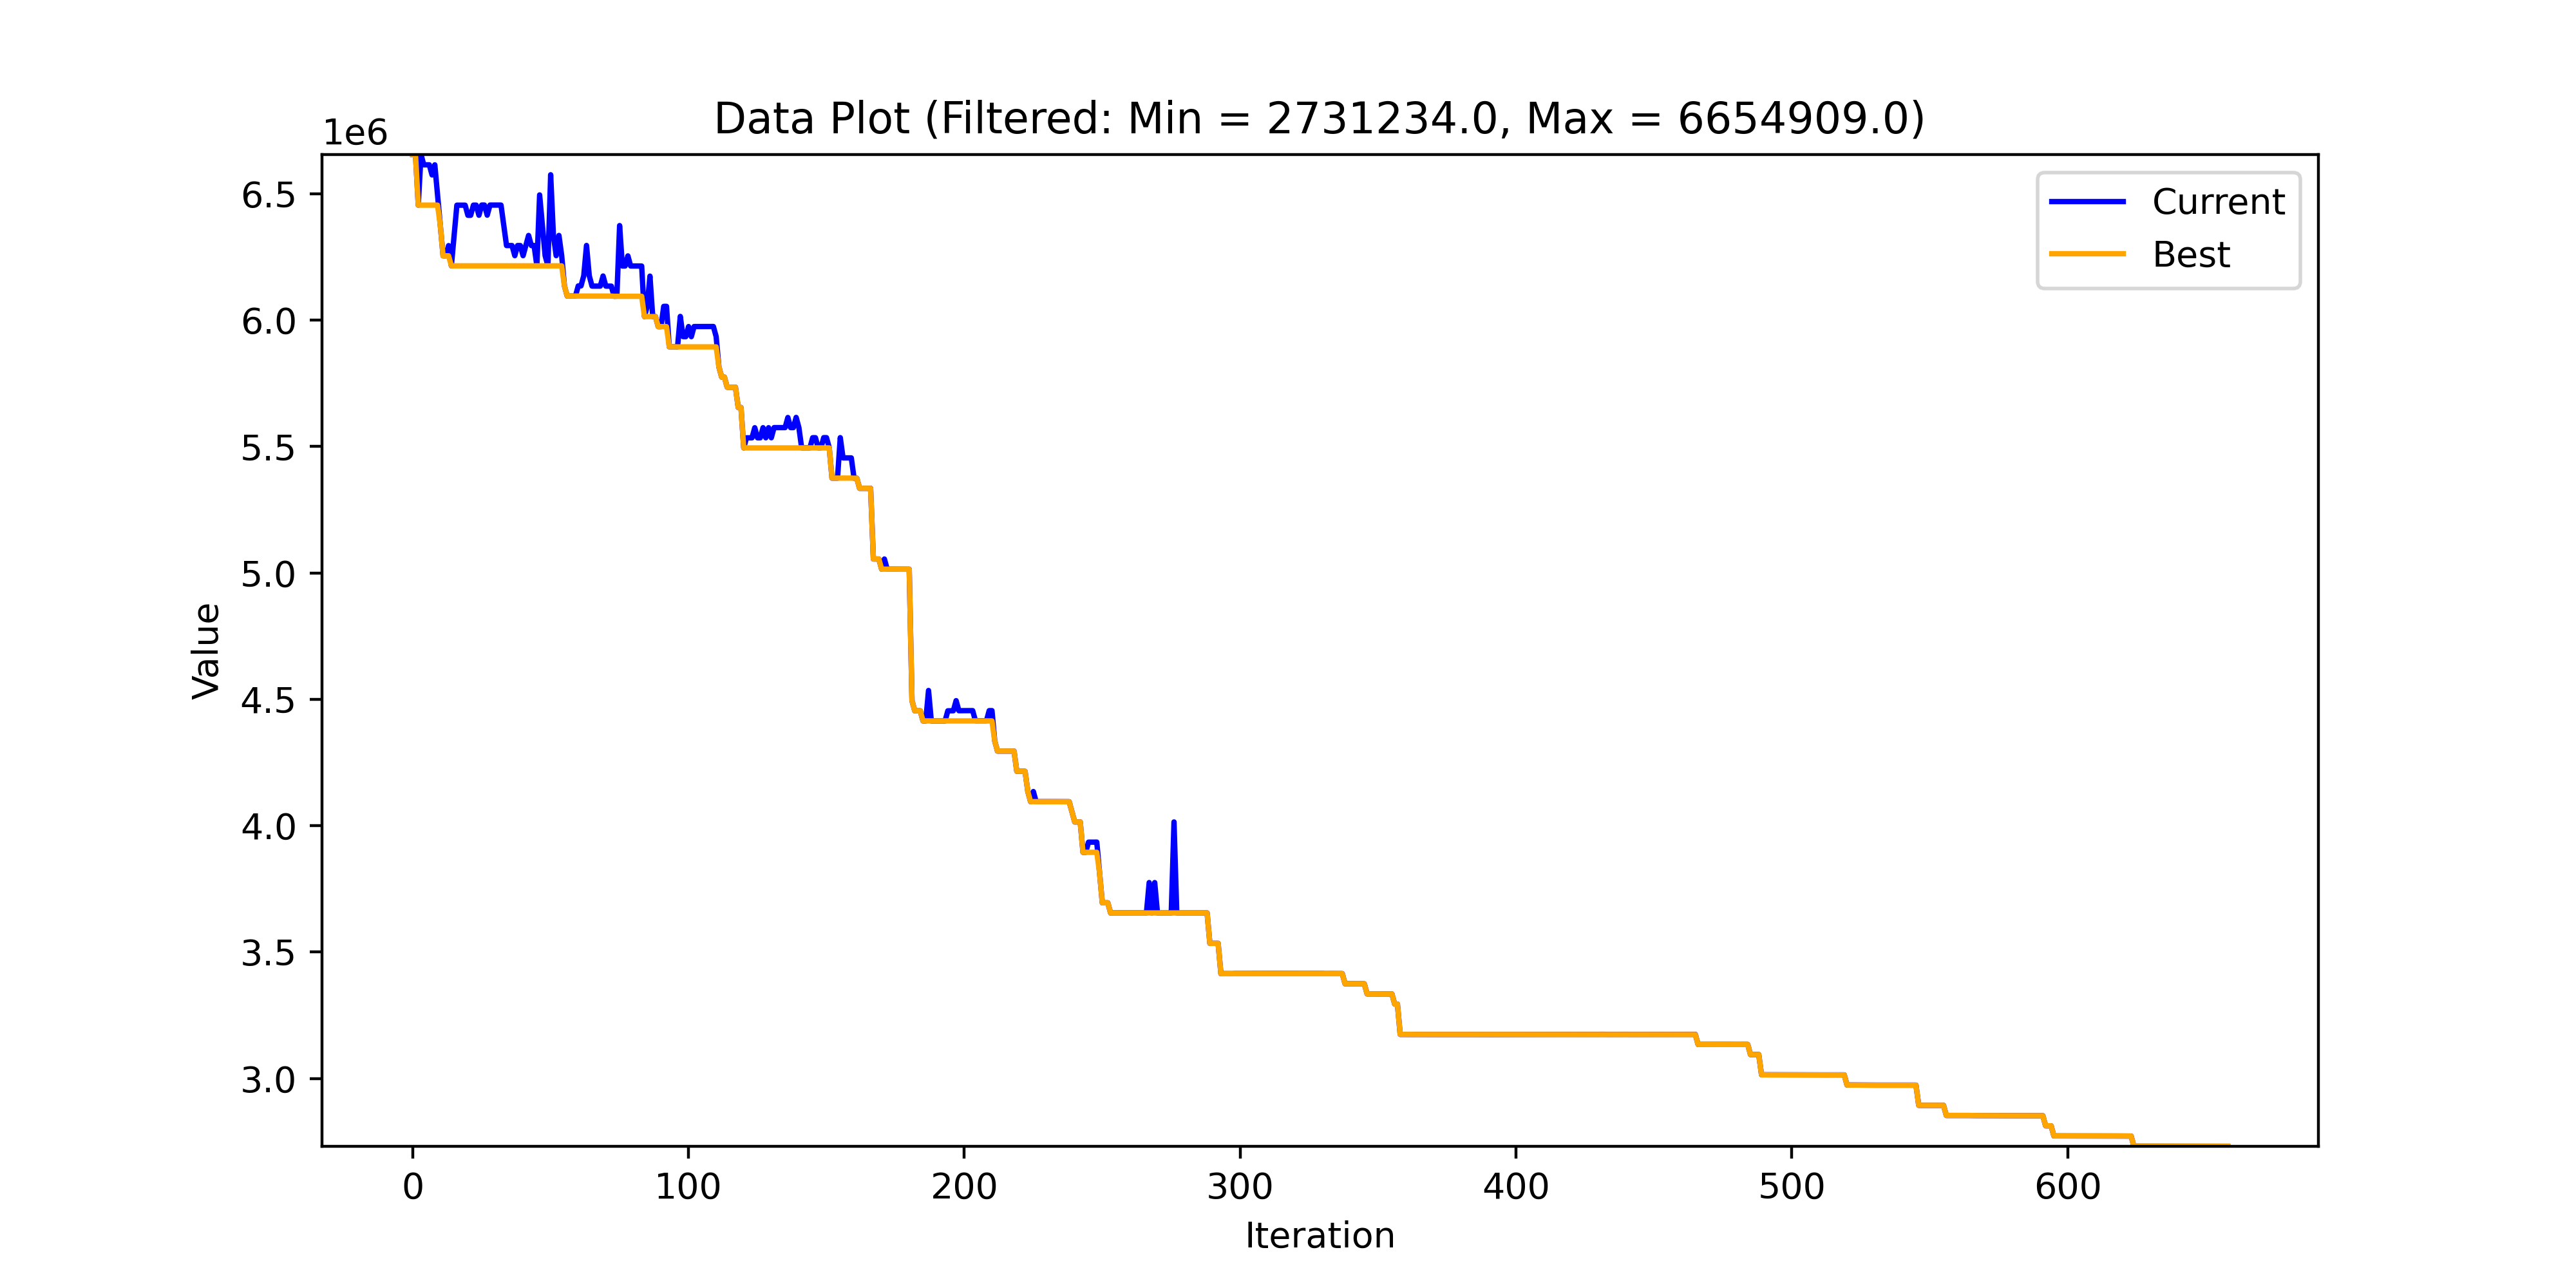 Data Plot (Filtered: Min = 2731234.0, Max = 6654909.0)
1e6
6.5
6.0
5.5
5.0
4.5
4.0
3.5
3.0
Value
Current
Best
0 100 200 300 400 500 600
Iteration